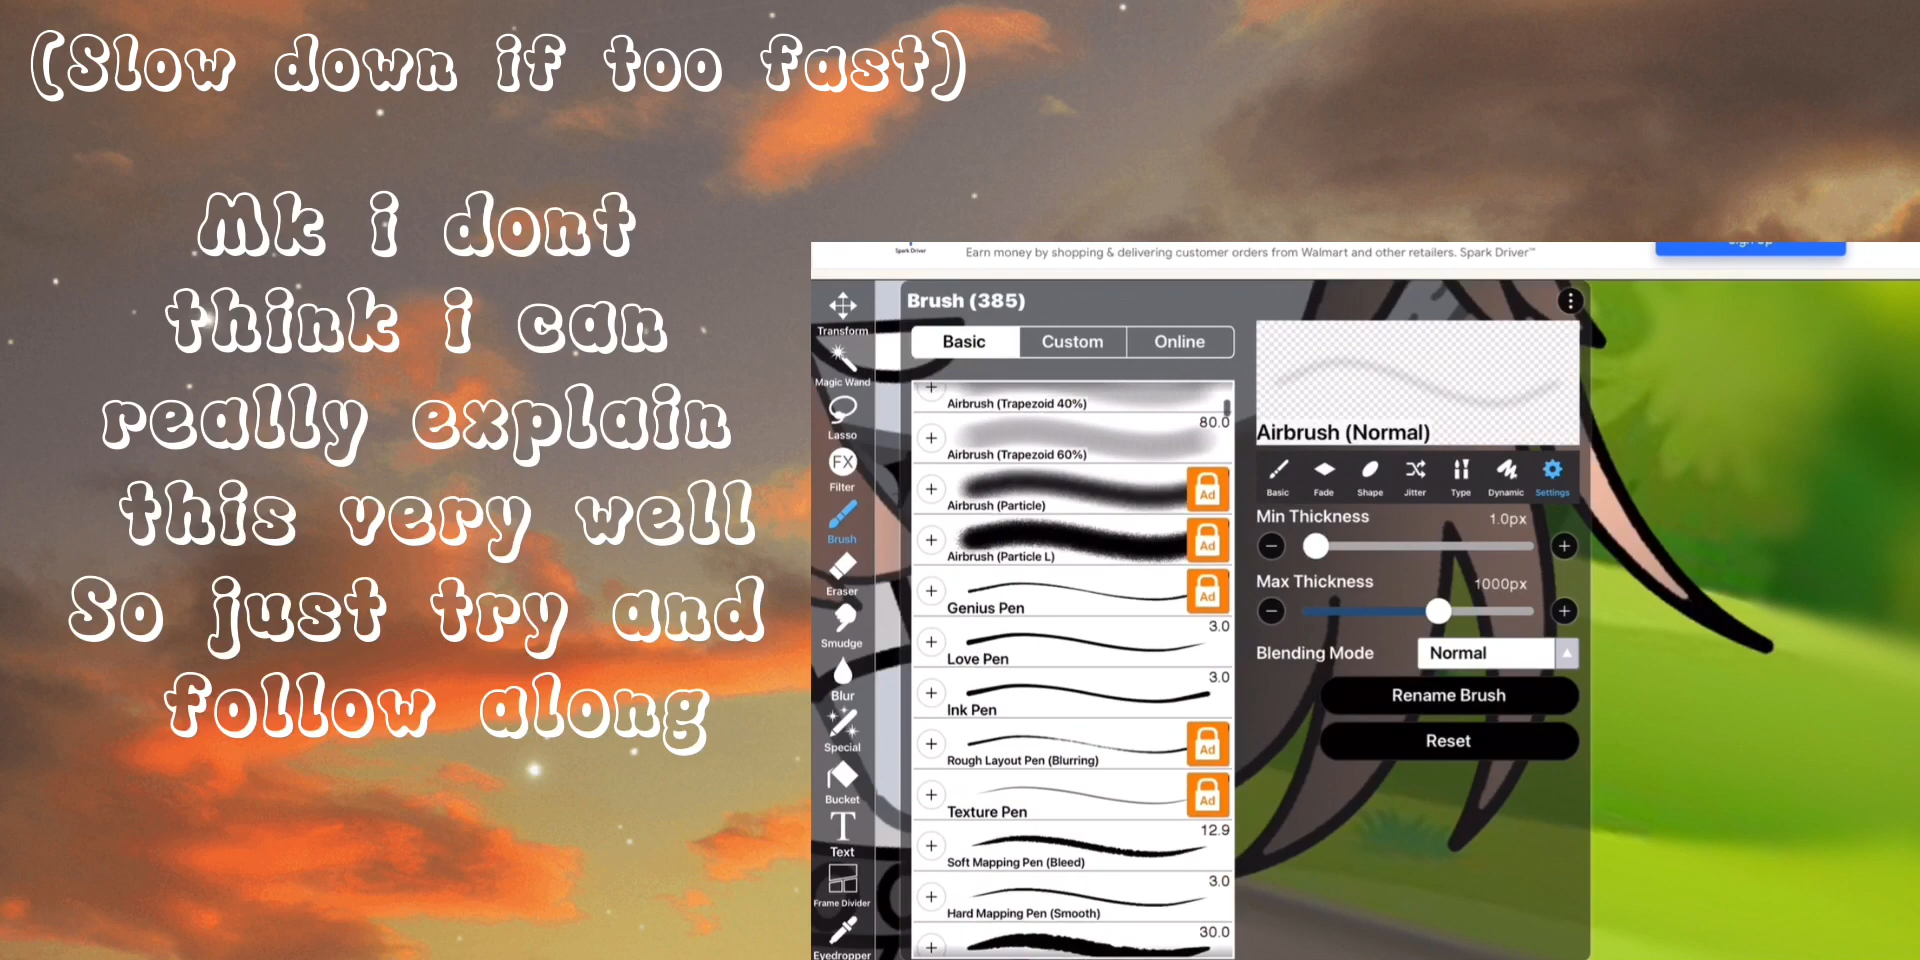 (Slow down if too fast)
Mk i dont
think i can
really explain
this very well
So just try and
follow along
Spark Driver
Earn money by shopping & delivering customer orders from Walmart and other retailers. Spark Driver™
Sign Up
Transform
Magic Wand
Lasso
FX
Filter
Brush
Eraser
Smudge
Blur
Special
Bucket
T
Text
Frame Divider
Eyedropper
Brush (385)
Basic
Custom
Online
Airbrush (Trapezoid 40%)
80.0
Airbrush (Trapezoid 60%)
Ad
Airbrush (Particle)
Ad
Airbrush (Particle L)
Ad
Genius Pen
3.0
Love Pen
3.0
Ink Pen
Ad
Rough Layout Pen (Blurring)
Ad
Texture Pen
12.9
Soft Mapping Pen (Bleed)
3.0
Hard Mapping Pen (Smooth)
30.0
Airbrush (Normal)
Basic
Fade
Shape
Jitter
Type
Dynamic
Settings
Min Thickness
1.0px
Max Thickness
1000px
Blending Mode
Normal
Rename Brush
Reset